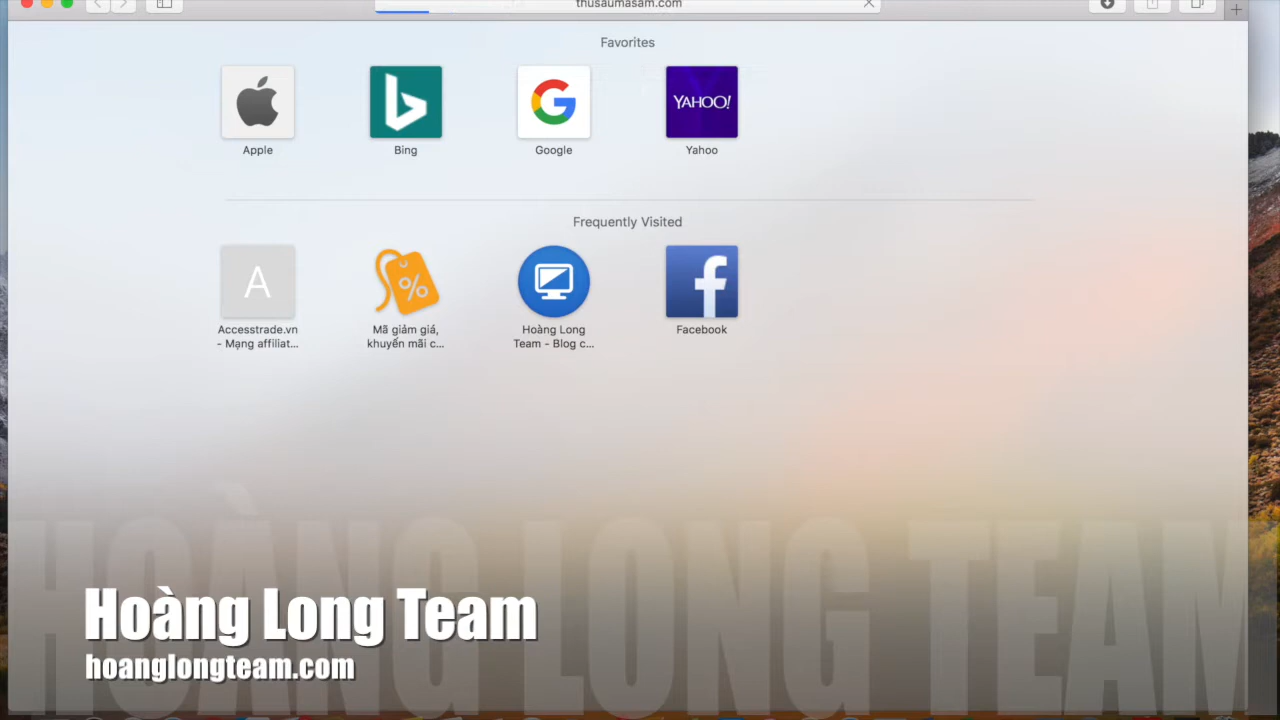 thusaumasam.com
Favorites
YAHOO!
Apple
Bing
Google
Yahoo
Frequently Visited
A
%
Accesstrade.vn
- Mạng affiliat...
Mã giảm giá,
khuyến mãi c...
Hoàng Long
Team - Blog c...
Facebook
HOÀNG LONG TEAM
Hoàng Long Team
hoanglongteam.com